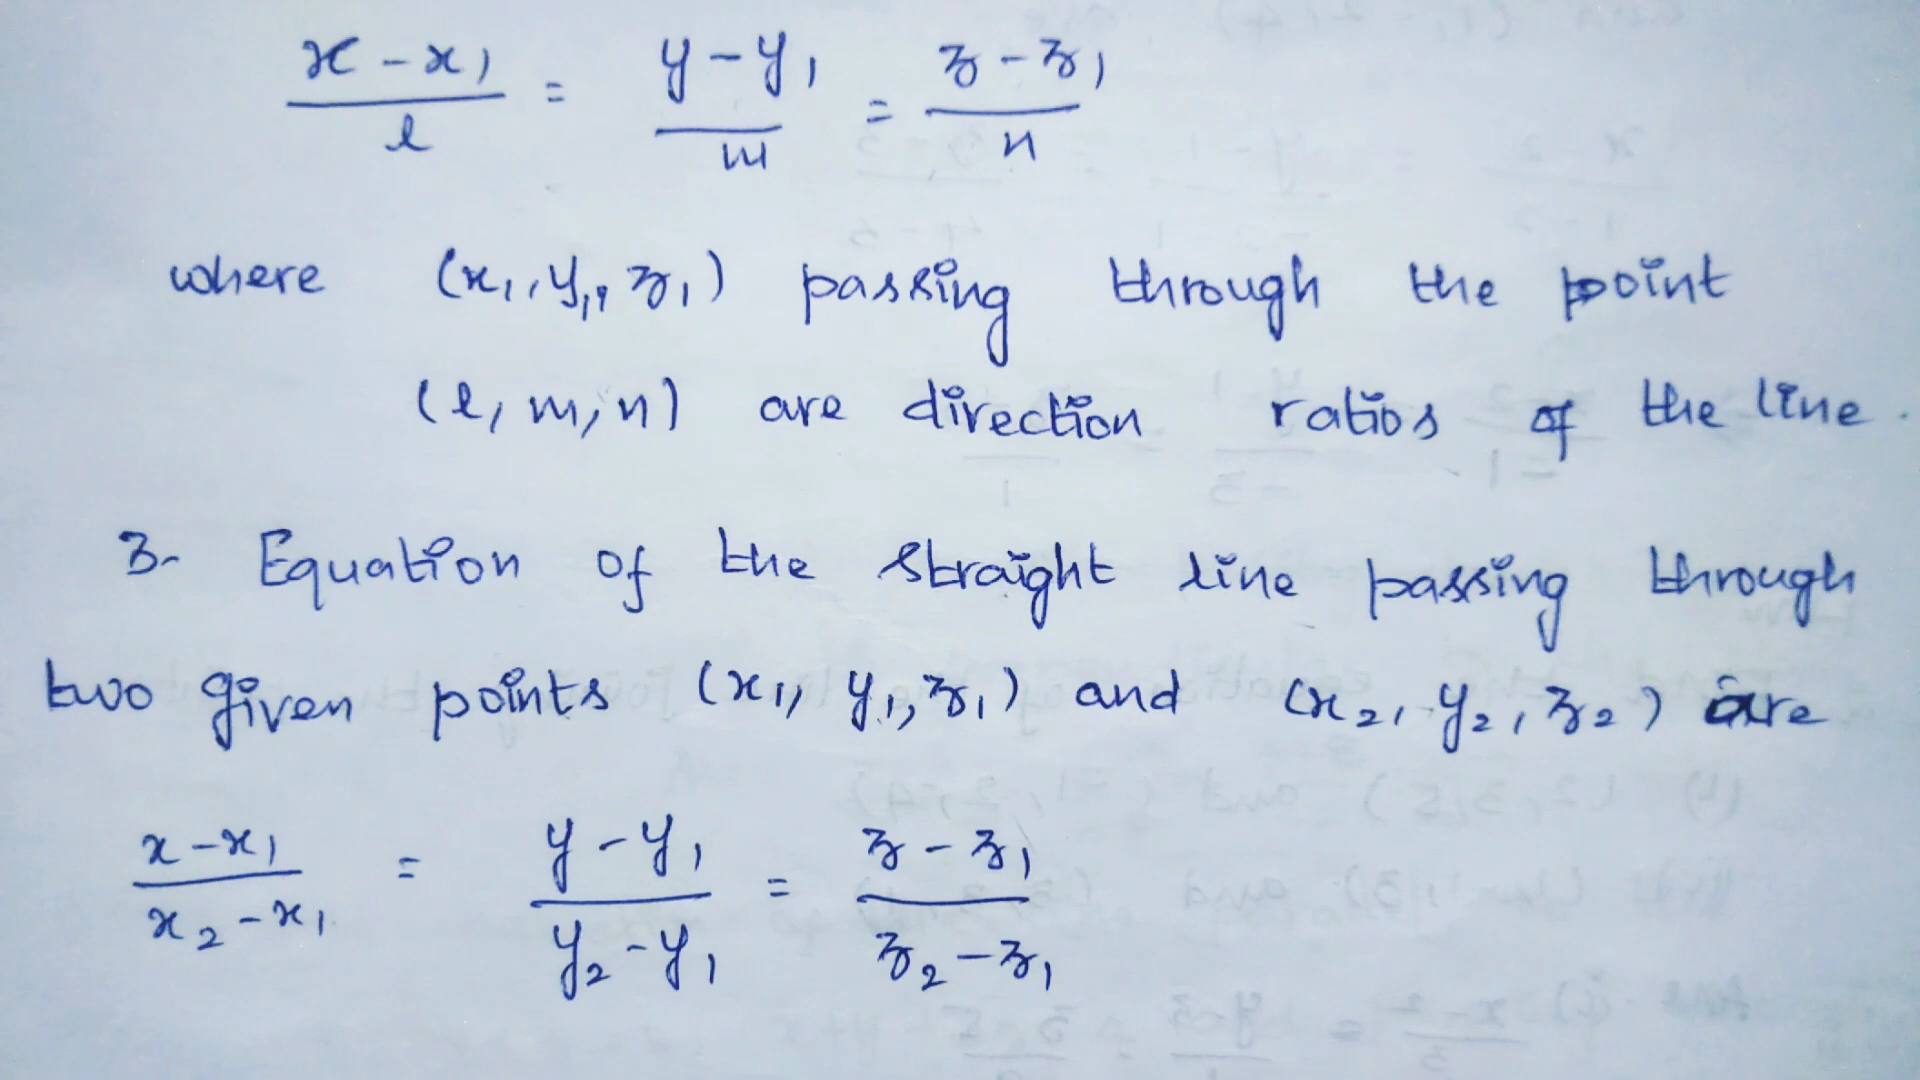 x - x₁ / l = y - y₁ / m = z - z₁ / n
where (x₁, y₁, z₁) passing through the point
(l, m, n) are direction ratios of the line.
3. Equation of the straight line passing through
two given points (x₁, y₁, z₁) and (x₂, y₂, z₂) are
x - x₁ / x₂ - x₁ = y - y₁ / y₂ - y₁ = z - z₁ / z₂ - z₁